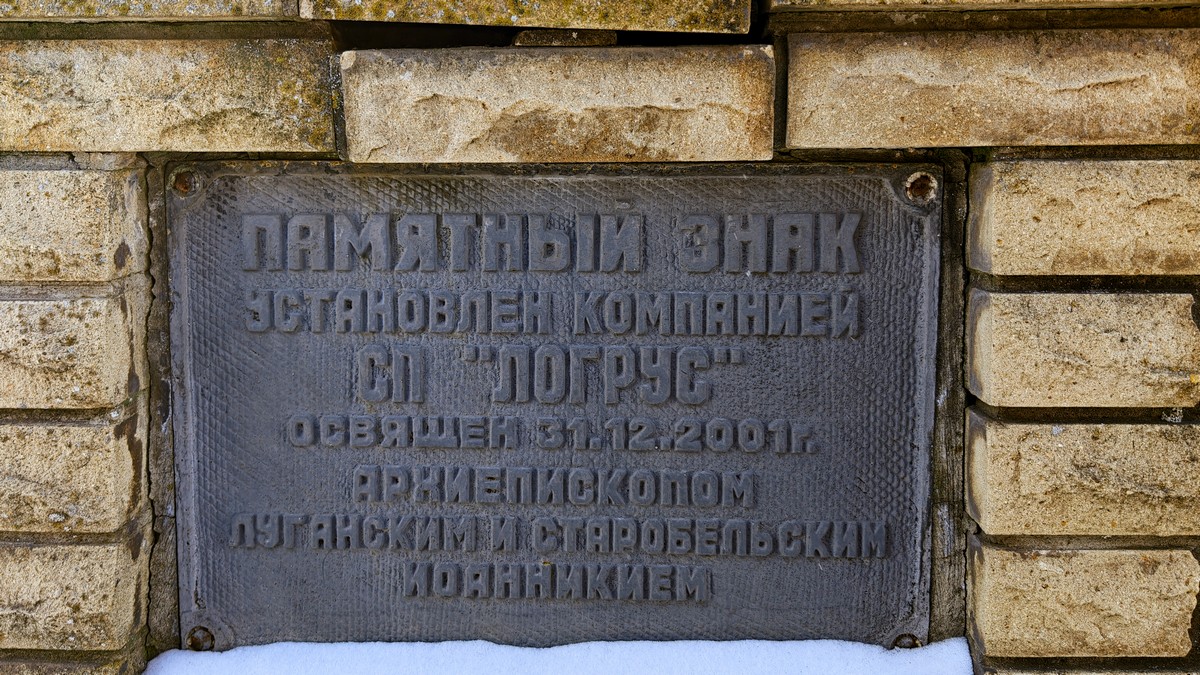 ПАМЯТНЫЙ ЗНАК
УСТАНОВЛЕН КОМПАНИЕЙ
СП "ЛОГРУС"
ОСВЯЩЕН 31.12.2001г.
АРХИЕПИСКОПОМ
ЛУГАНСКИМ И СТАРОБЕЛЬСКИМ
ИОАННИКИЕМ